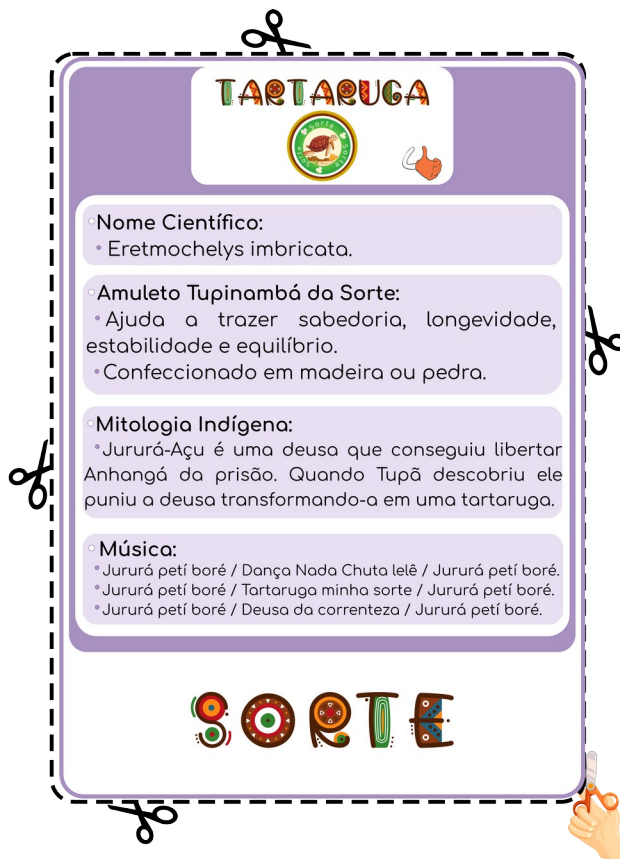 TARTARUGA
Sorte Sorte Sorte
Nome Científico:
Eretmochelys imbricata.
Amuleto Tupinambá da Sorte:
Ajuda a trazer sabedoria, longevidade,
estabilidade e equilíbrio.
Confeccionado em madeira ou pedra.
Mitologia Indígena:
Jururá-Açu é uma deusa que conseguiu libertar
Anhangá da prisão. Quando Tupã descobriu ele
puniu a deusa transformando-a em uma tartaruga.
Música:
Jururá petí boré / Dança Nada Chuta lelê / Jururá petí boré.
Jururá petí boré / Tartaruga minha sorte / Jururá petí boré.
Jururá petí boré / Deusa da correnteza / Jururá petí boré.
SORTE